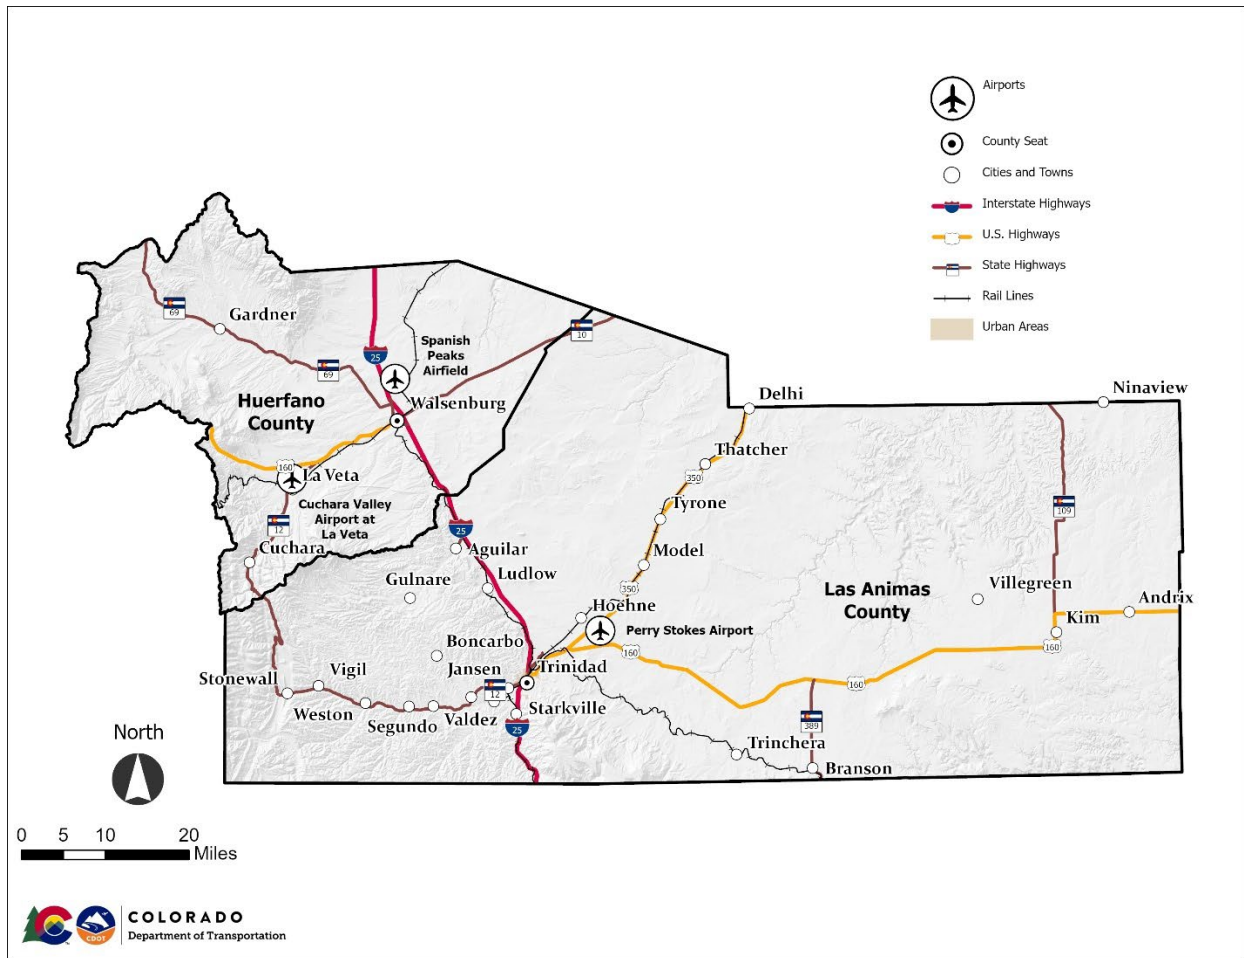 Airports
County Seat
Cities and Towns
Interstate Highways
U.S. Highways
State Highways
Rail Lines
Urban Areas
69
Gardner
69
25
Spanish
Peaks
Airfield
10
Huerfano
County
Walsenburg
160
La Veta
Cuchara Valley
Airport at
La Veta
12
Cuchara
25
Aguilar
Gulnare
Ludlow
Delhi
Ninaview
Thatcher
350
Tyrone
109
Model
350
Hoehne
Las Animas
County
Villegreen
Andrix
Kim
160
Perry Stokes Airport
160
Boncarbo
Jansen
Trinidad
12
Stonewall
Vigil
Weston
Segundo
Valdez
Starkville
25
160
389
Trinchera
Branson
North
0 5 10 20
Miles
COLORADO
Department of Transportation
CDOT